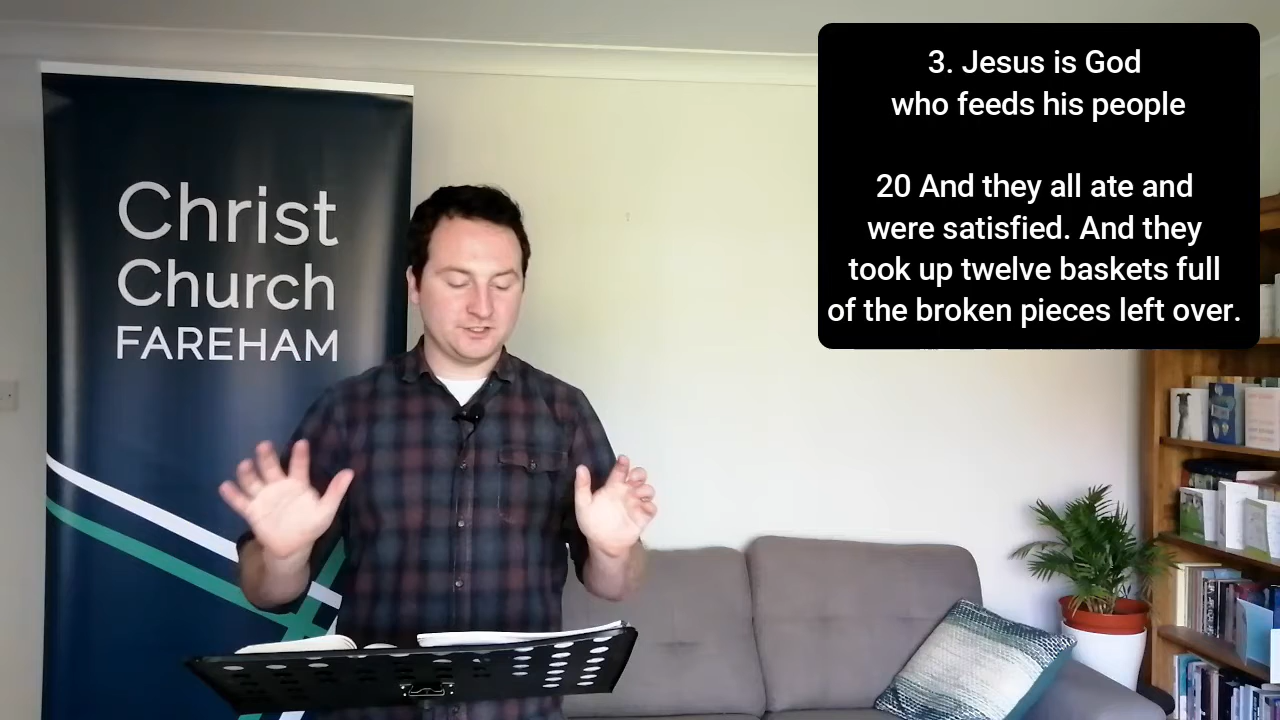 Christ
Church
FAREHAM
3. Jesus is God
who feeds his people
20 And they all ate and
were satisfied. And they
took up twelve baskets full
of the broken pieces left over.